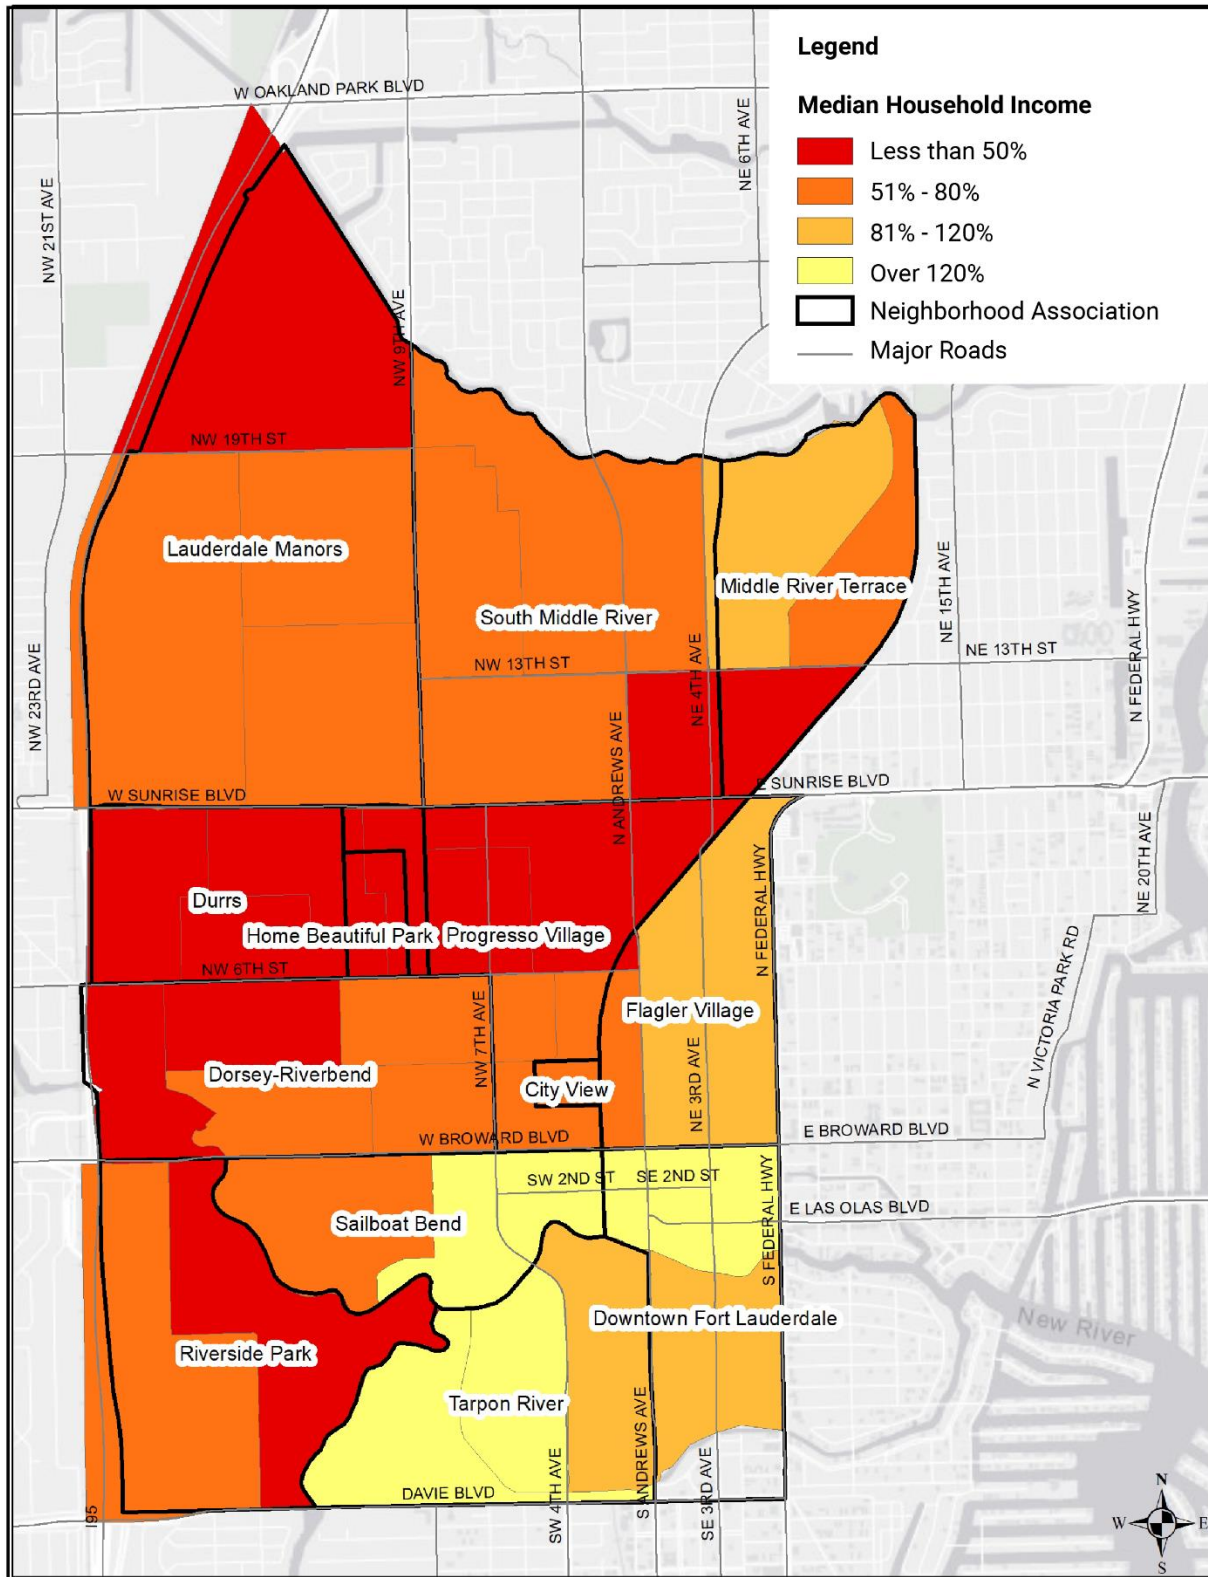 Legend
Median Household Income
Less than 50%
51% - 80%
81% - 120%
Over 120%
Neighborhood Association
Major Roads
W OAKLAND PARK BLVD
NE 6TH AVE
NW 21ST AVE
NW 9TH AVE
NW 19TH ST
Lauderdale Manors
South Middle River
Middle River Terrace
NE 15TH AVE
NW 13TH ST
NE 13TH ST
NE 4TH AVE
N FEDERAL HWY
NW 23RD AVE
N ANDREWS AVE
W SUNRISE BLVD
E SUNRISE BLVD
NE 20TH AVE
Durrs
Home Beautiful Park
Progresso Village
N FEDERAL HWY
NW 6TH ST
Flagler Village
N VICTORIA PARK RD
NW 7TH AVE
Dorsey-Riverbend
City View
NE 3RD AVE
W BROWARD BLVD
E BROWARD BLVD
SW 2ND ST
SE 2ND ST
E LAS OLAS BLVD
Sailboat Bend
S FEDERAL HWY
Downtown Fort Lauderdale
New River
Riverside Park
Tarpon River
DAVIE BLVD
I95
SW 4TH AVE
S ANDREWS AVE
SE 3RD AVE
N
W
E
S